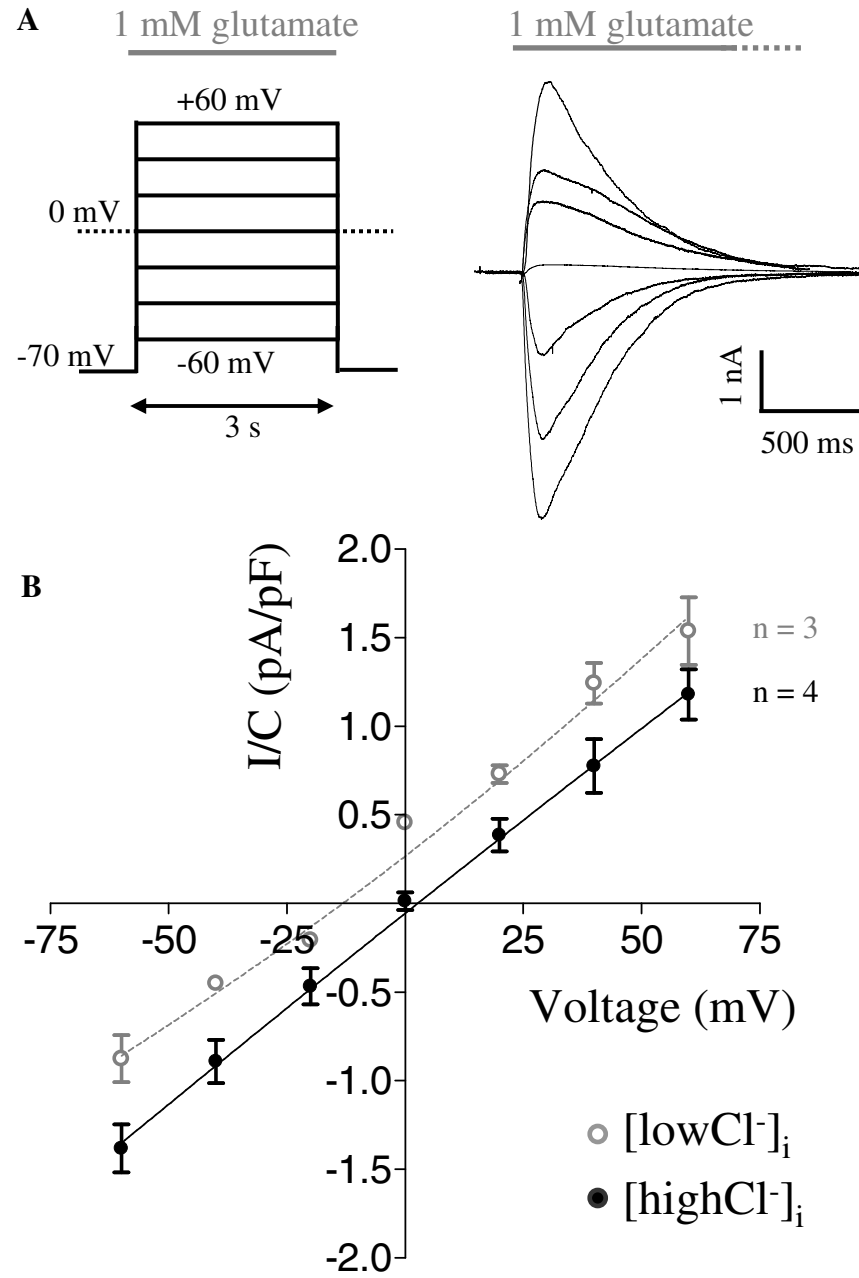 A
1 mM glutamate
1 mM glutamate
+60 mV
0 mV
-70 mV
-60 mV
3 s
1 nA
500 ms
B
I/C (pA/pF)
2.0
1.5
1.0
0.5
-0.5
-1.0
-1.5
-2.0
-75 -50 -25 25 50 75
Voltage (mV)
n = 3
n = 4
[lowCl⁻]ᵢ
[highCl⁻]ᵢ